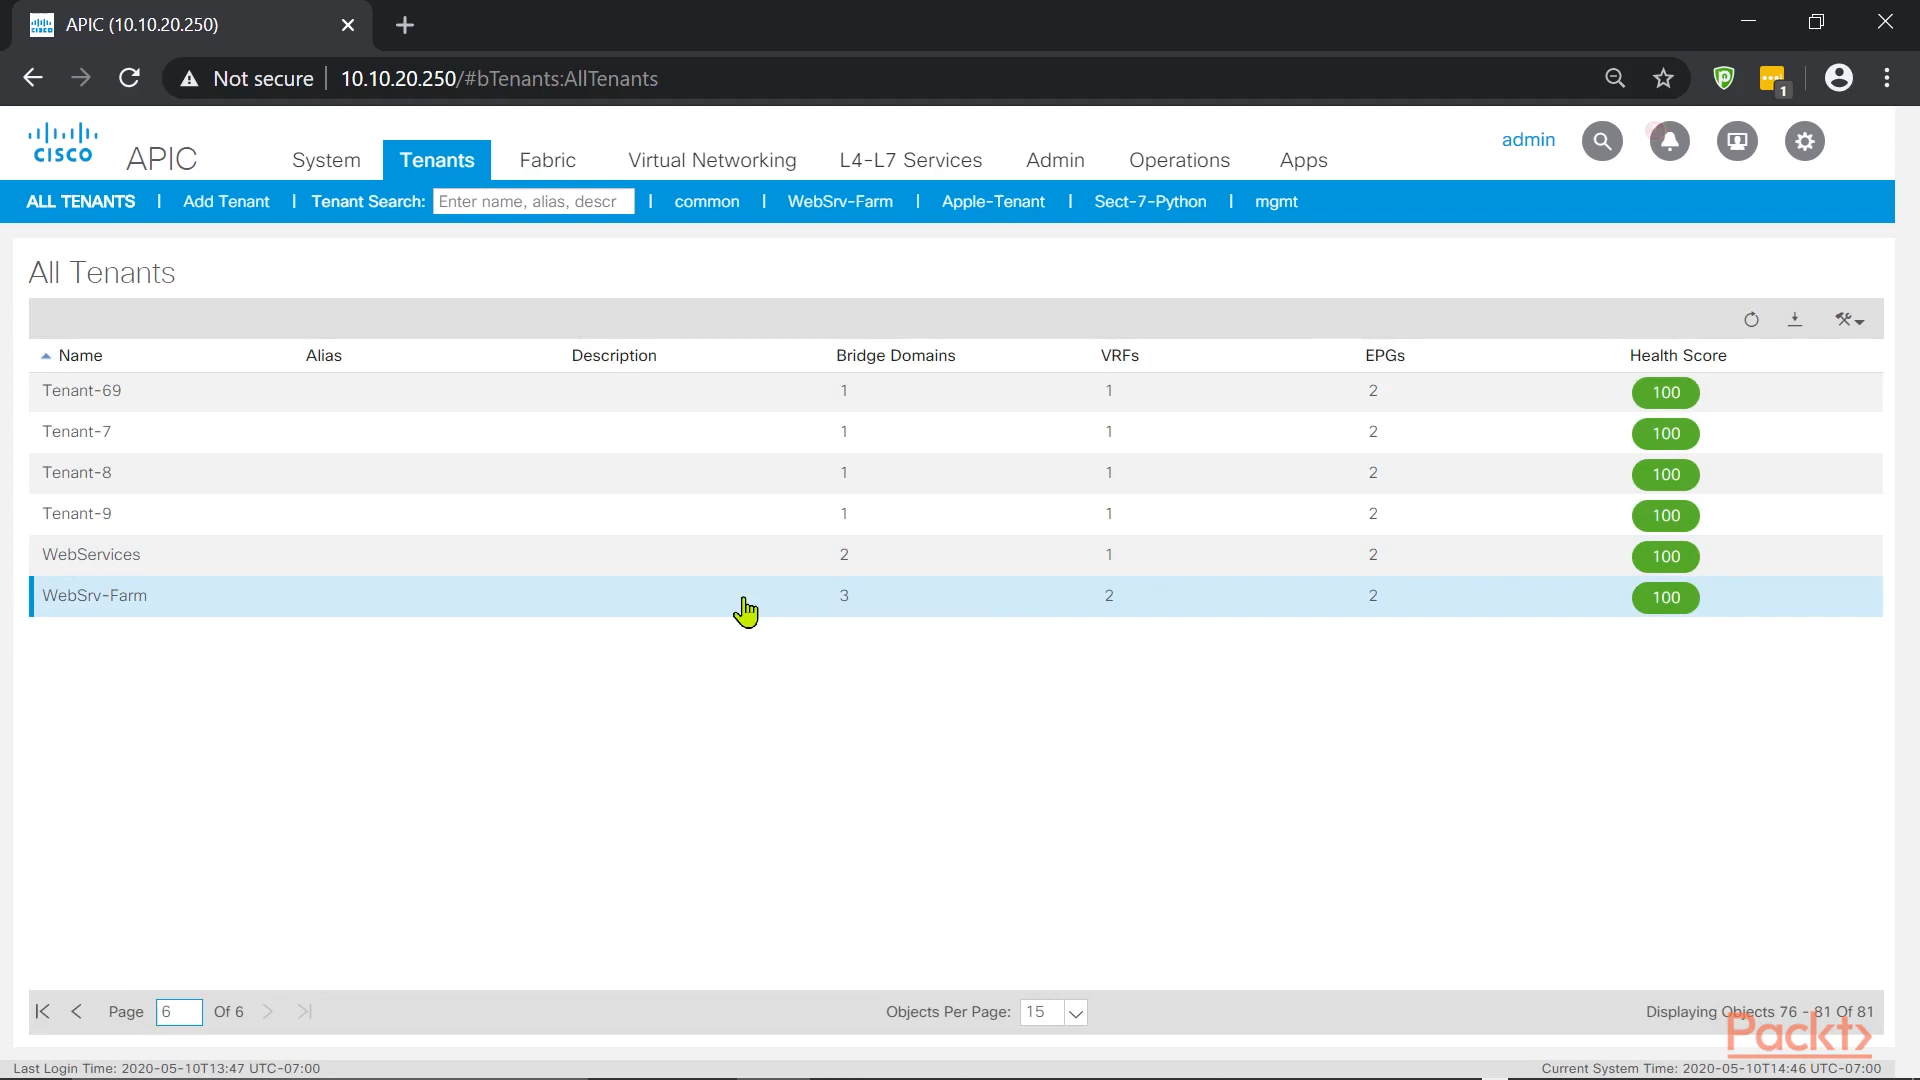 APIC (10.10.20.250)
Not secure 10.10.20.250/#bTenants:AllTenants
1
CISCO APIC System Tenants Fabric Virtual Networking L4-L7 Services Admin Operations Apps admin
ALL TENANTS | Add Tenant | Tenant Search: Enter name, alias, descr | common | WebSrv-Farm | Apple-Tenant | Sect-7-Python | mgmt
All Tenants
Name Alias Description Bridge Domains VRFs EPGs Health Score
Tenant-69 1 1 2 100
Tenant-7 1 1 2 100
Tenant-8 1 1 2 100
Tenant-9 1 1 2 100
WebServices 2 1 2 100
WebSrv-Farm 3 2 2 100
Page 6 Of 6 Objects Per Page: 15 Displaying Objects 76 - 81 Of 81
Packt>
Last Login Time: 2020-05-10T13:47 UTC-07:00 Current System Time: 2020-05-10T14:46 UTC-07:00